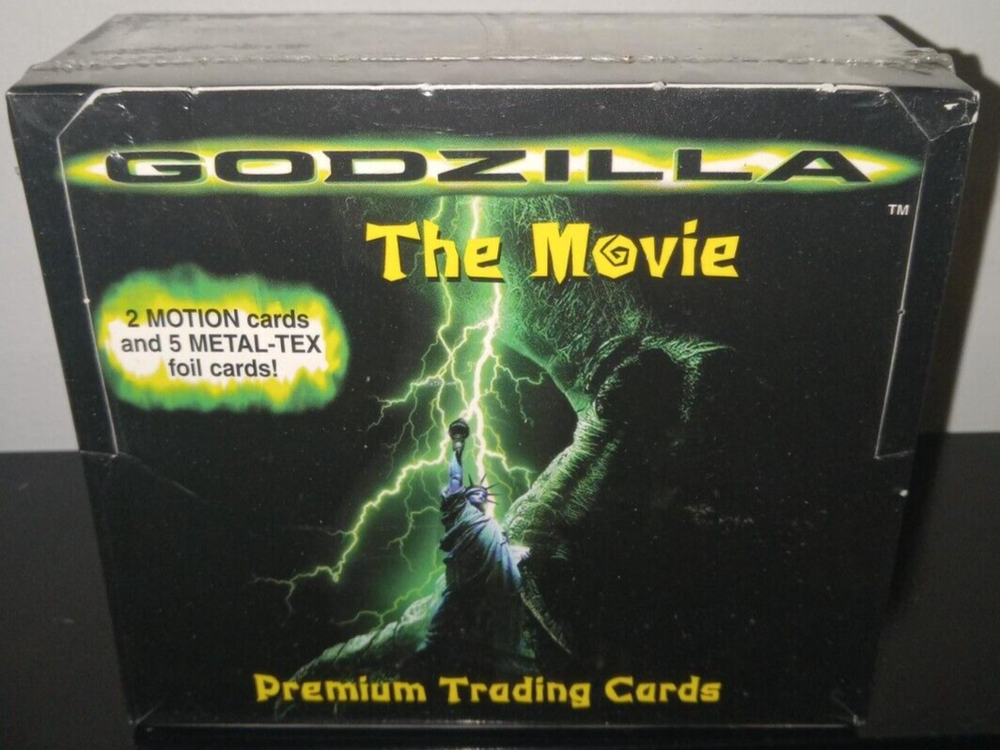 GODZILLA
TM
The Movie
2 MOTION cards
and 5 METAL-TEX
foil cards!
Premium Trading Cards